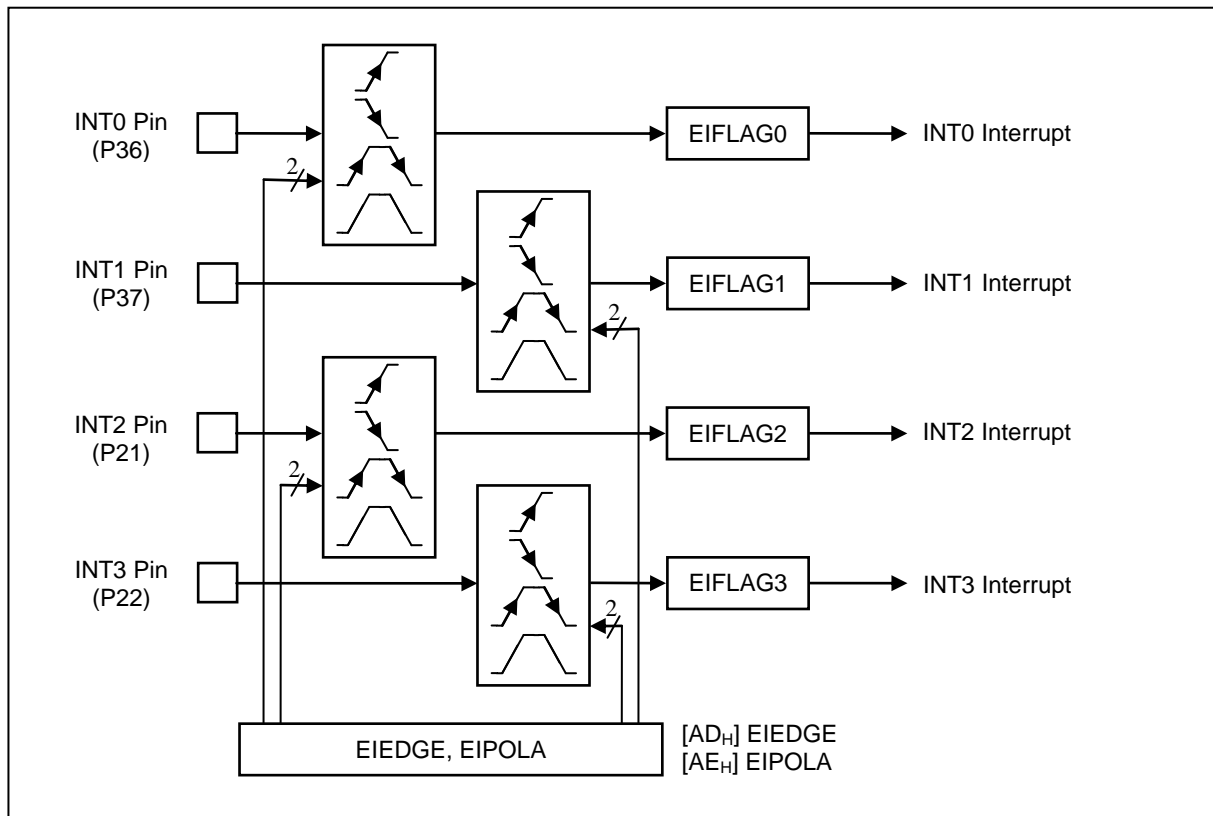 INT0 Pin
(P36)
2
EIFLAG0
INT0 Interrupt
INT1 Pin
(P37)
EIFLAG1
INT1 Interrupt
2
INT2 Pin
(P21)
2
EIFLAG2
INT2 Interrupt
INT3 Pin
(P22)
EIFLAG3
INT3 Interrupt
2
EIEDGE, EIPOLA
[ADH] EIEDGE
[AEH] EIPOLA